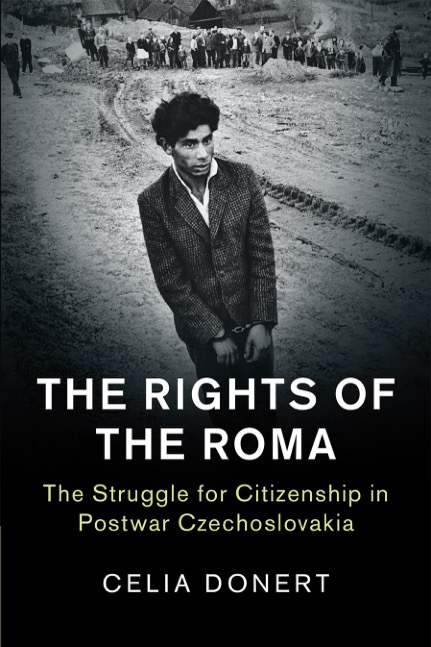 THE RIGHTS OF
THE ROMA
The Struggle for Citizenship in
Postwar Czechoslovakia
CELIA DONERT